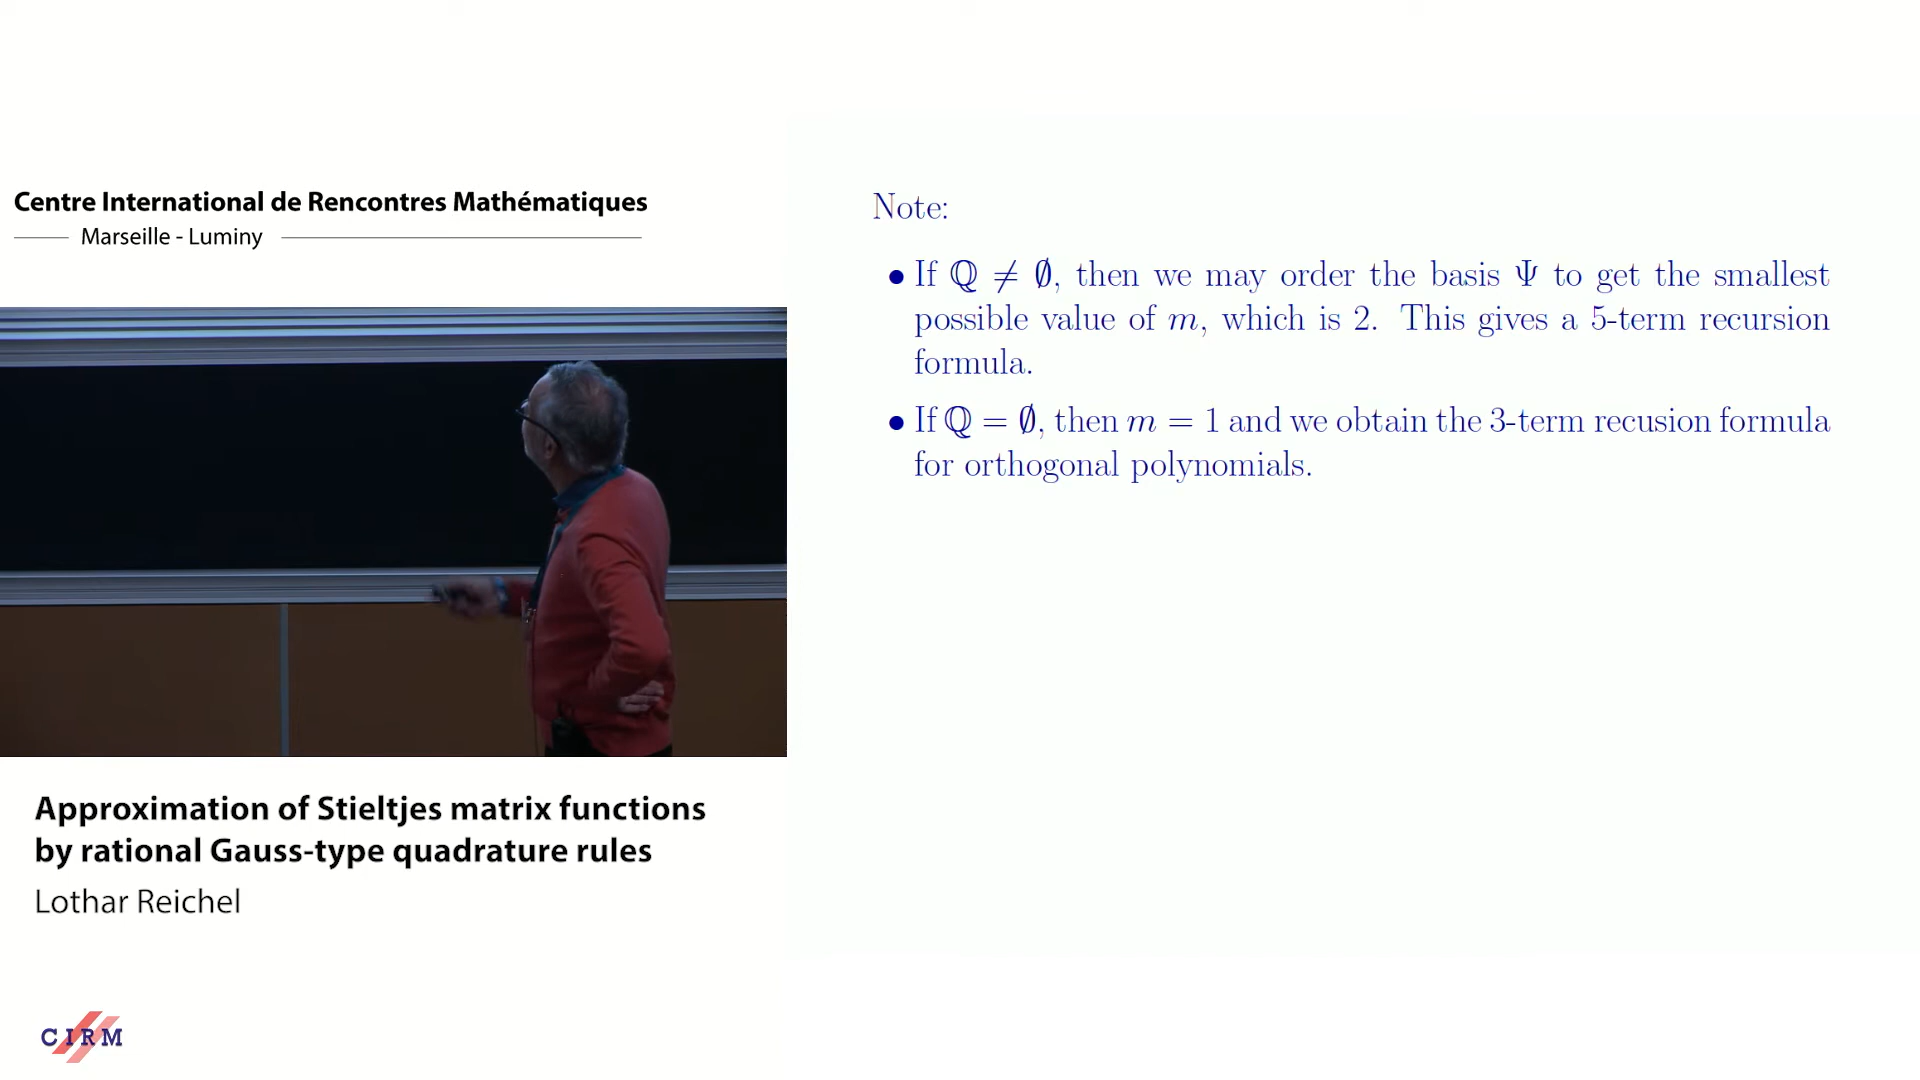 Centre International de Rencontres Mathématiques
Marseille - Luminy
Note:
• If ℚ ≠ ∅, then we may order the basis Ψ to get the smallest
possible value of m, which is 2. This gives a 5-term recursion
formula.
• If ℚ = ∅, then m = 1 and we obtain the 3-term recusion formula
for orthogonal polynomials.
Approximation of Stieltjes matrix functions
by rational Gauss-type quadrature rules
Lothar Reichel
CIRM